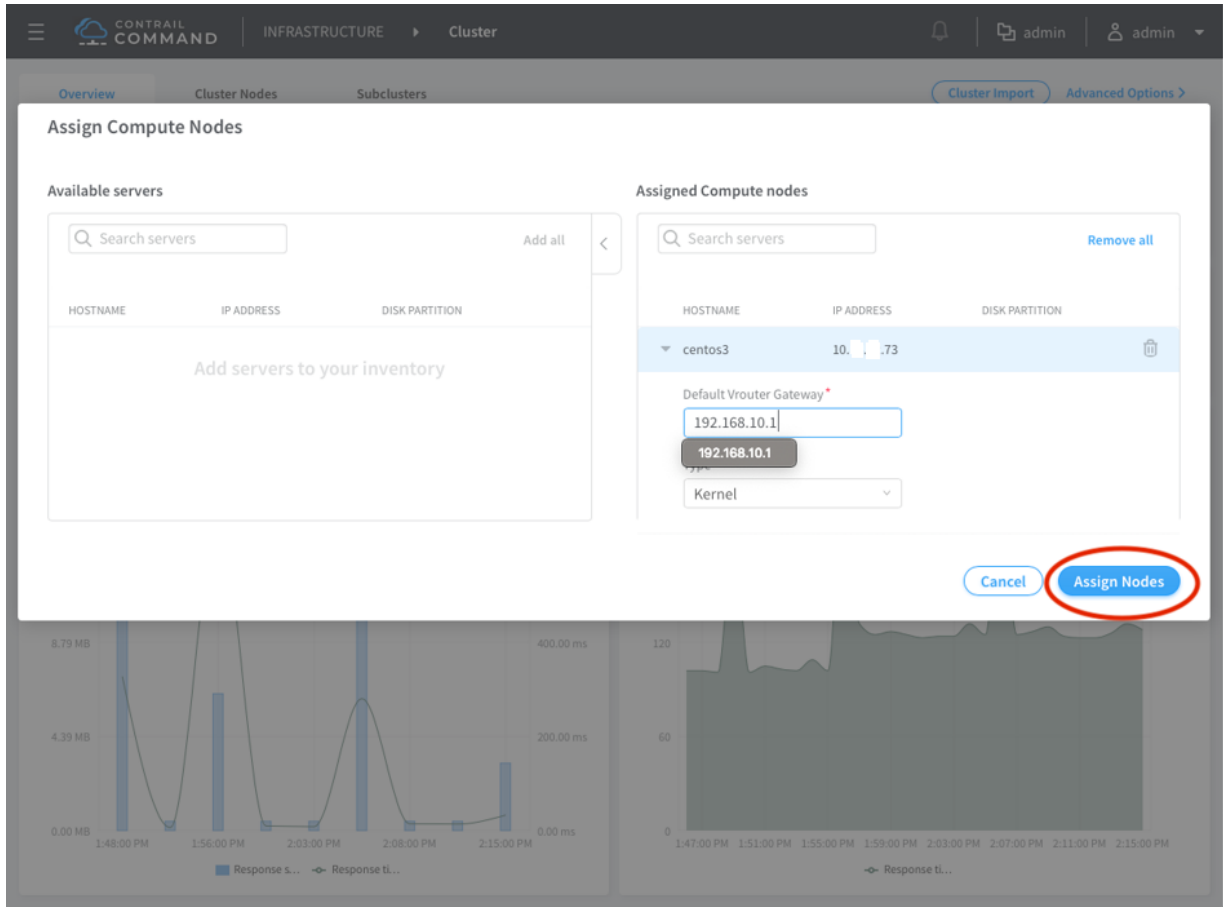 CONTRAIL
COMMAND
INFRASTRUCTURE
Cluster
admin
admin
Overview
Cluster Nodes
Subclusters
Cluster Import
Advanced Options
Assign Compute Nodes
Available servers
Search servers
Add all
HOSTNAME IP ADDRESS DISK PARTITION
Add servers to your inventory
Assigned Compute nodes
Search servers
Remove all
HOSTNAME IP ADDRESS DISK PARTITION
centos3 10. . .73
Default Vrouter Gateway*
192.168.10.1
192.168.10.1
Type
Kernel
Cancel
Assign Nodes
8.79 MB 400.00 ms
4.39 MB 200.00 ms
0.00 MB 0.00 ms
1:48:00 PM 1:56:00 PM 2:03:00 PM 2:08:00 PM 2:15:00 PM
Response s... Response ti...
120
60
0
1:47:00 PM 1:51:00 PM 1:55:00 PM 1:59:00 PM 2:03:00 PM 2:07:00 PM 2:11:00 PM 2:15:00 PM
Response ti...